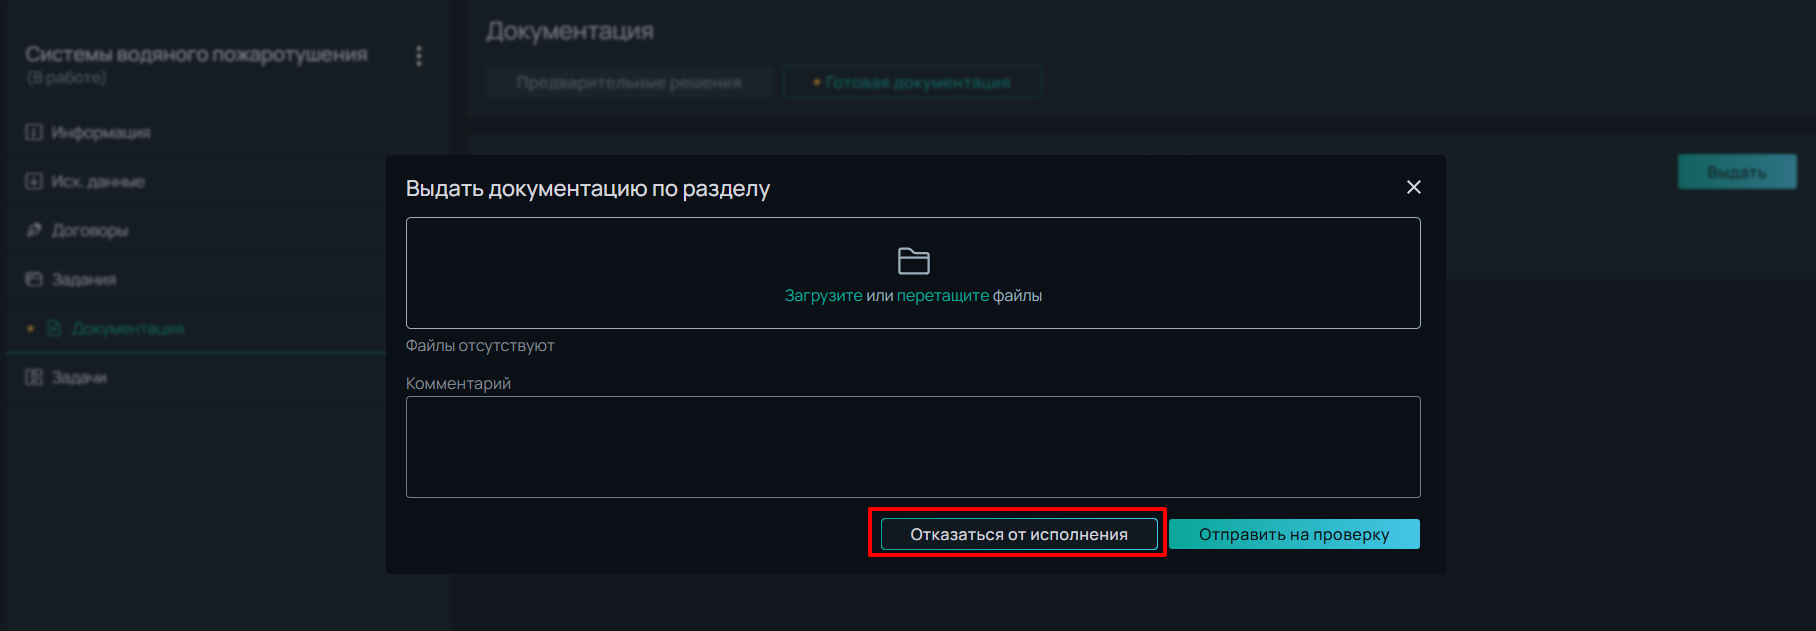 Системы водяного пожаротушения
(В работе)
Информация
Исх. данные
Договоры
Задания
Документация
Задачи
Документация
Предварительные решения
Готовая документация
Выдать
Выдать документацию по разделу
Загрузите или перетащите файлы
Файлы отсутствуют
Комментарий
Отказаться от исполнения
Отправить на проверку